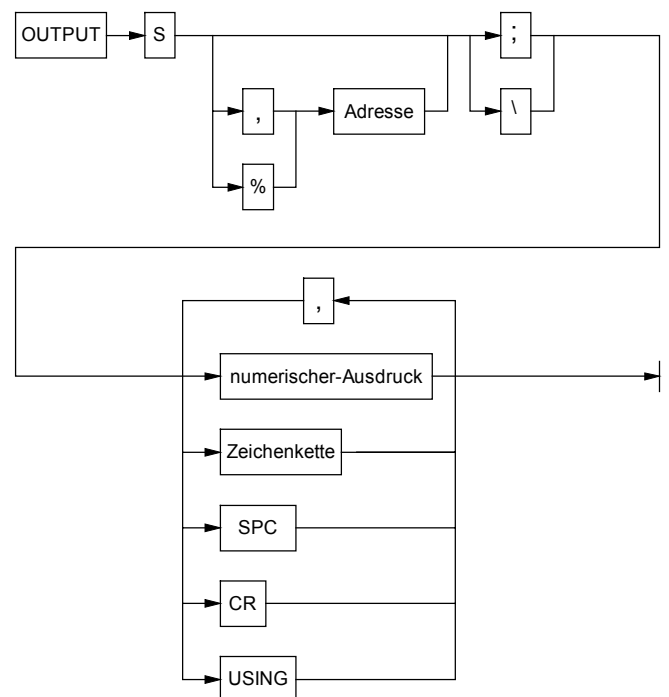 OUTPUT S ;
, Adresse \
%
,
numerischer-Ausdruck
Zeichenkette
SPC
CR
USING